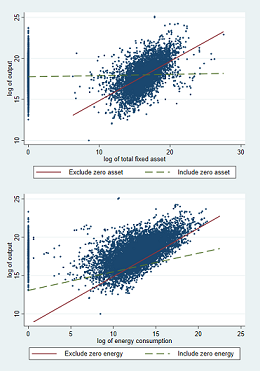 25
20
15
10
log of output
0
10
20
30
log of total fixed asset
Exclude zero asset
Include zero asset
25
20
15
10
log of output
0
5
10
15
20
25
log of energy consumption
Exclude zero energy
Include zero energy